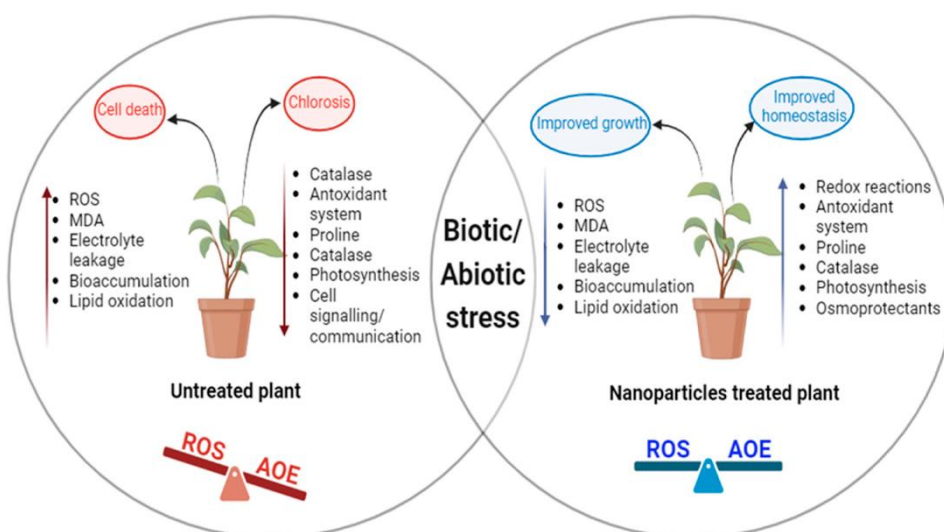 Cell death
Chlorosis
ROS
MDA
Electrolyte
leakage
Bioaccumulation
Lipid oxidation
Catalase
Antoxidant
system
Proline
Catalase
Photosynthesis
Cell
signalling/
communication
Untreated plant
ROS
AOE
Biotic/
Abiotic
stress
Improved growth
Improved
homeostasis
ROS
MDA
Electrolyte
leakage
Bioaccumulation
Lipid oxidation
Redox reactions
Antoxidant
system
Proline
Catalase
Photosynthesis
Osmoprotectants
Nanoparticles treated plant
ROS
AOE